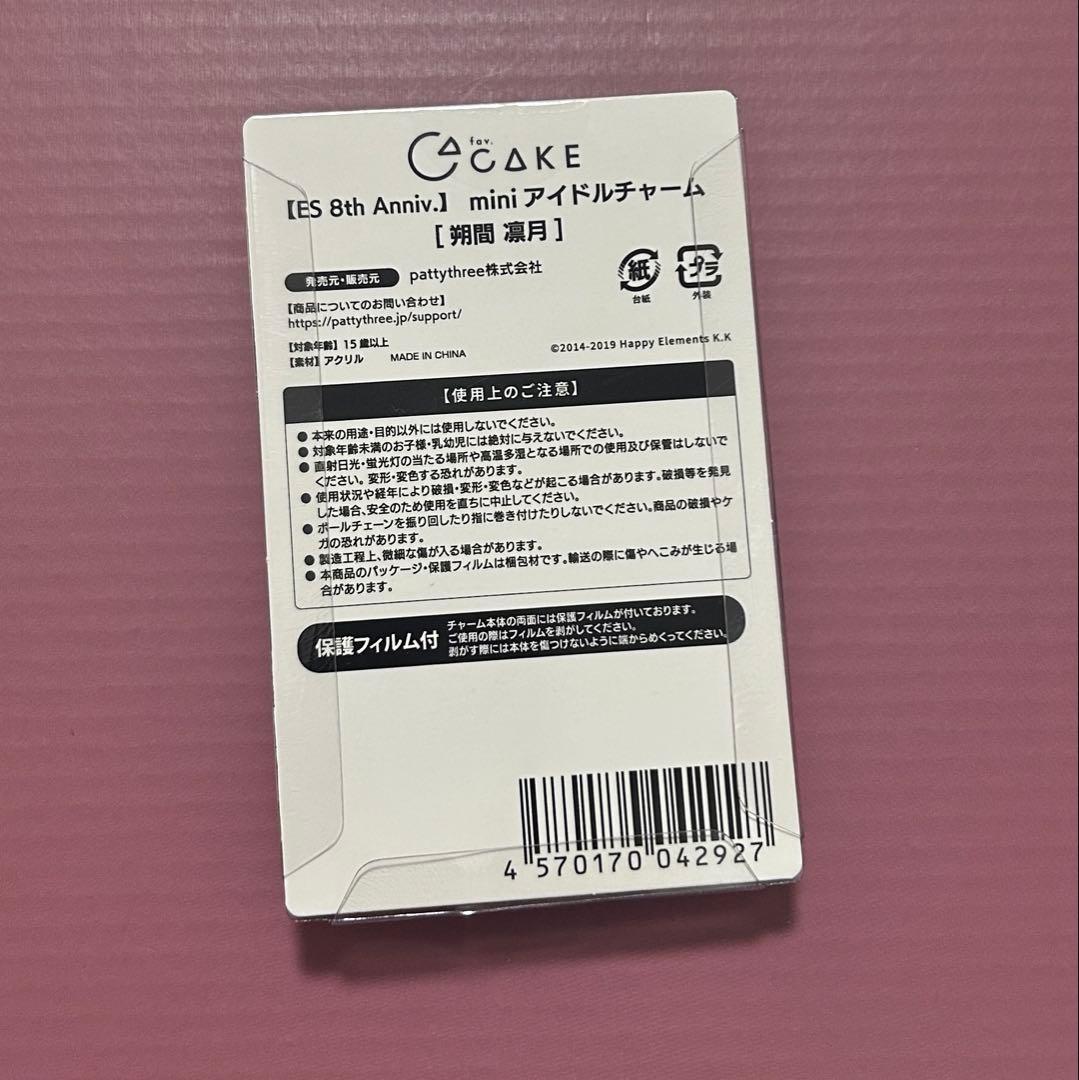 fav.
CAKE
【ES 8th Anniv.】 mini アイドルチャーム
[ 朔間 凛月 ]
発売元・販売元 pattythree株式会社
紙 プラ
台紙 外装
【商品についてのお問い合わせ】
https://pattythree.jp/support/
【対象年齢】15歳以上
【素材】アクリル MADE IN CHINA
©2014-2019 Happy Elements K.K
【使用上のご注意】
● 本来の用途・目的以外には使用しないでください。
● 対象年齢未満のお子様・乳幼児には絶対に与えないでください。
● 直射日光・蛍光灯の当たる場所や高温多湿となる場所での使用及び保管はしないで
ください。変形・変色する恐れがあります。
● 使用状況や経年により破損・変形・変色などが起こる場合があります。破損等を発見
した場合、安全のため使用を直ちに中止してください。
● ボールチェーンを振り回したり指に巻き付けたりしないでください。商品の破損やケ
ガの恐れがあります。
● 製造工程上、微細な傷が入る場合があります。
● 本商品のパッケージ・保護フィルムは梱包材です。輸送の際に傷やへこみが生じる場
合があります。
保護フィルム付
チャーム本体の両面には保護フィルムが付いております。
ご使用の際はフィルムを剥がしてください。
剥がす際には本体を傷つけないように端からめくってください。
4 570170 042927